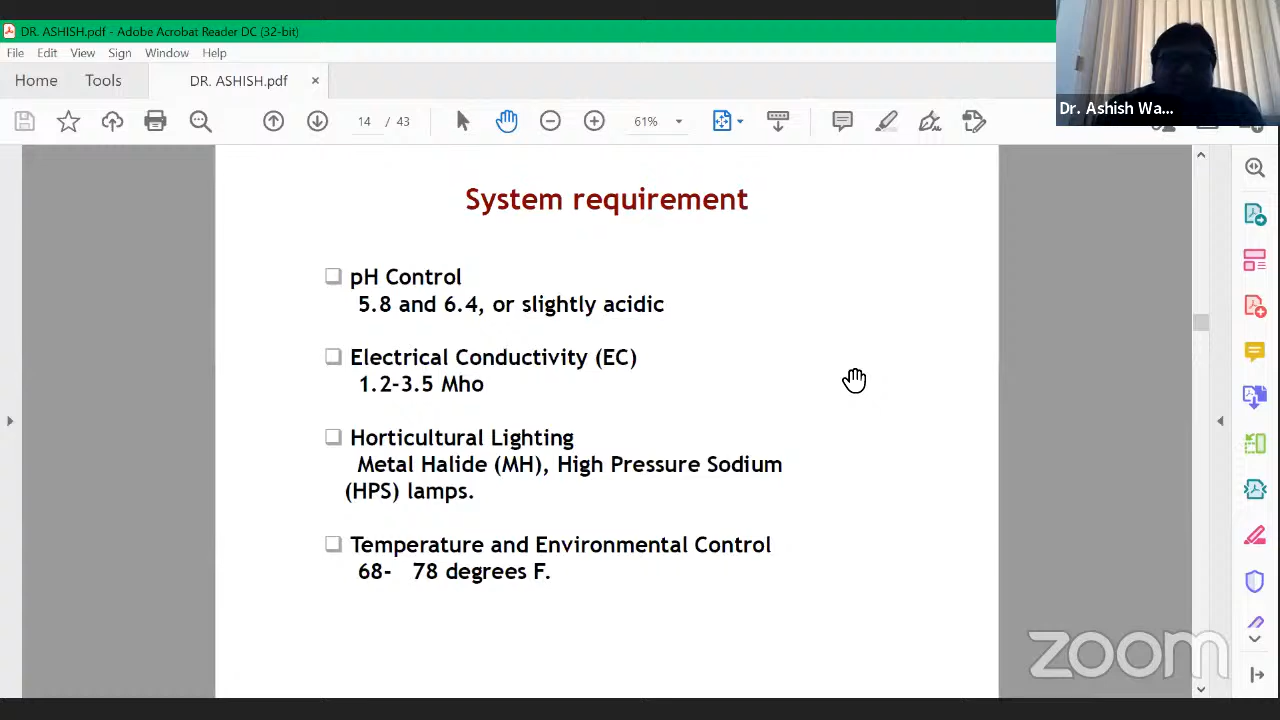 DR. ASHISH.pdf - Adobe Acrobat Reader DC (32-bit)
File Edit View Sign Window Help
Home Tools DR. ASHISH.pdf
14 / 43 61%
Dr. Ashish Wa...
System requirement
pH Control
5.8 and 6.4, or slightly acidic
Electrical Conductivity (EC)
1.2-3.5 Mho
Horticultural Lighting
Metal Halide (MH), High Pressure Sodium
(HPS) lamps.
Temperature and Environmental Control
68- 78 degrees F.
zoom